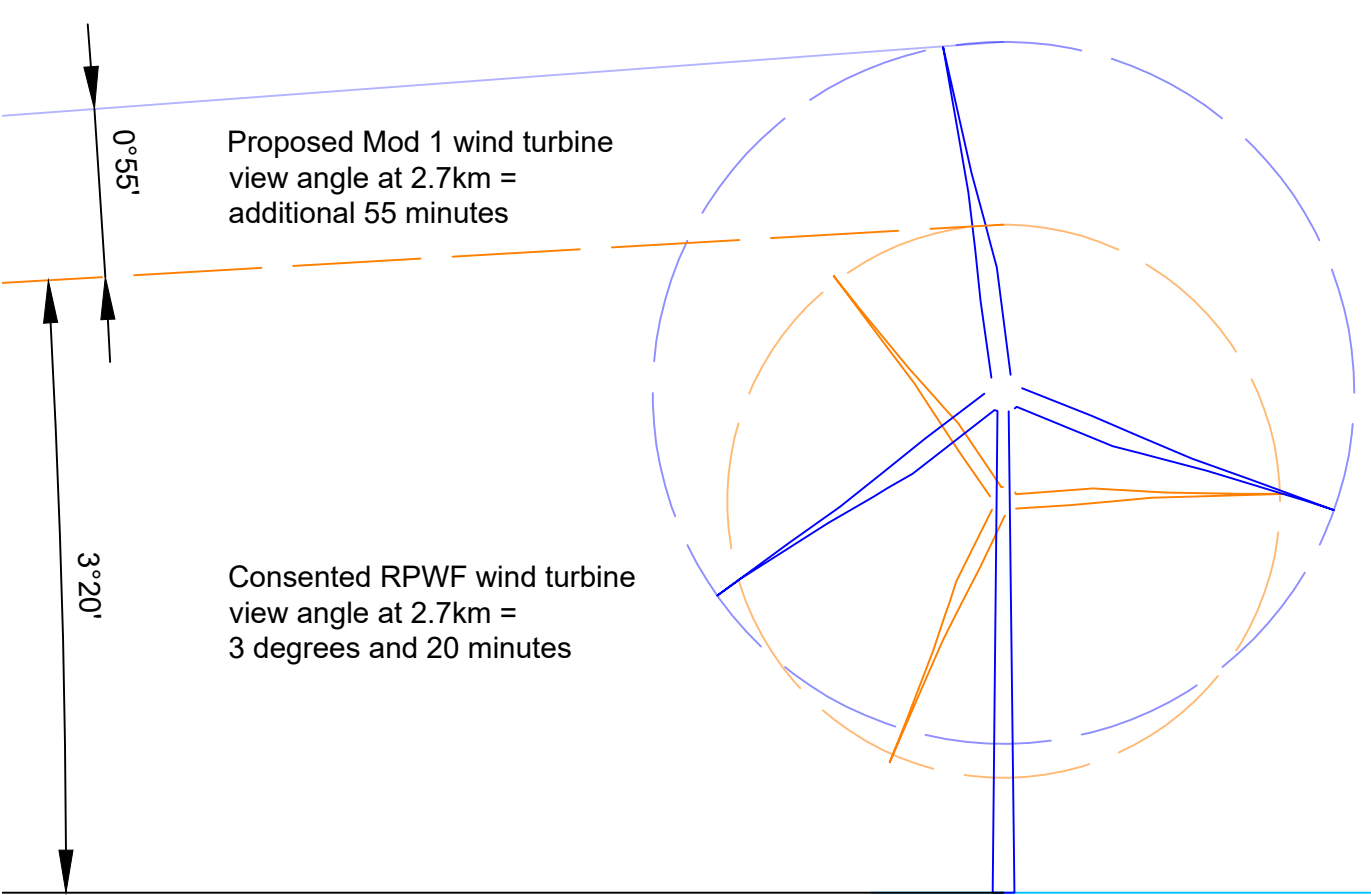 0°55'
Proposed Mod 1 wind turbine
view angle at 2.7km =
additional 55 minutes
3°20'
Consented RPWF wind turbine
view angle at 2.7km =
3 degrees and 20 minutes